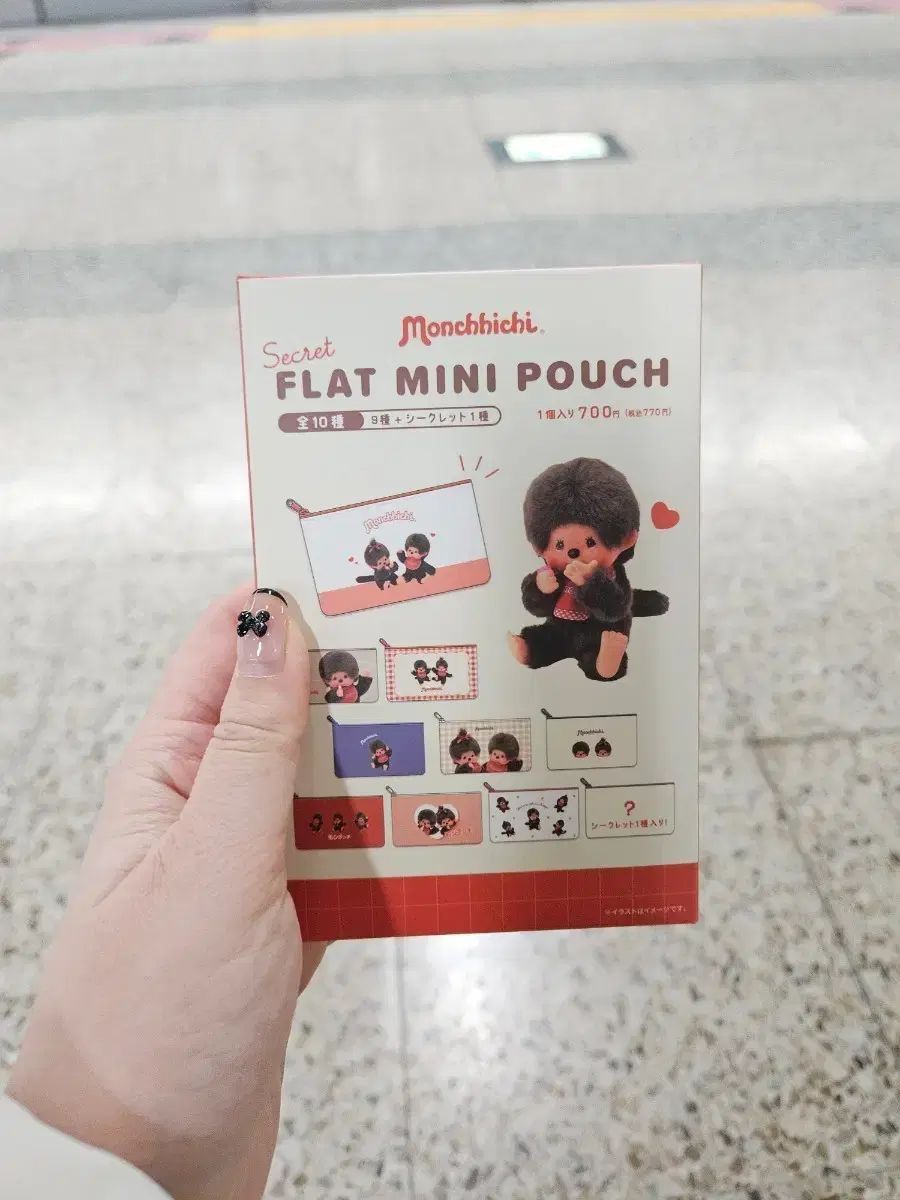 Monchhichi®
Secret
FLAT MINI POUCH
全10種 9種+シークレット1種
1個入り 700円 (税込770円)
Monchhichi
Monchhichi
?
シークレット1種入り!
※イラストはイメージです。